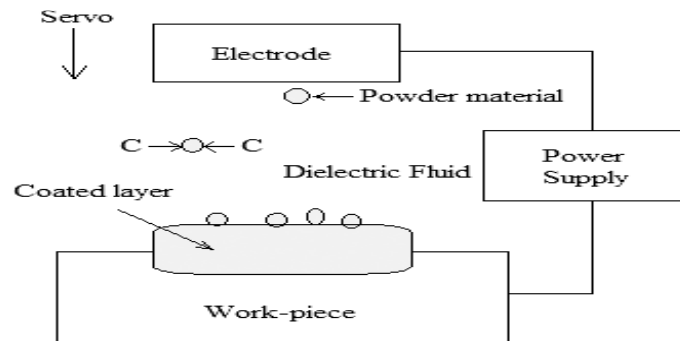 Servo
Electrode
Powder material
C C
Dielectric Fluid
Power
Supply
Coated layer
Work-piece